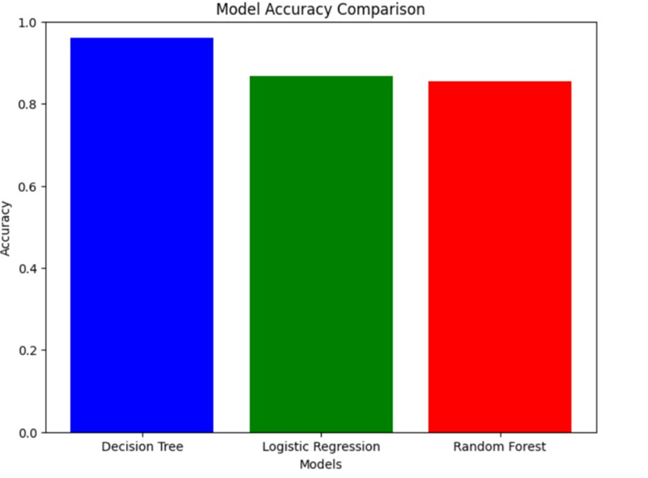 Model Accuracy Comparison
1.0
0.8
0.6
0.4
0.2
0.0
Accuracy
Decision Tree
Logistic Regression
Random Forest
Models